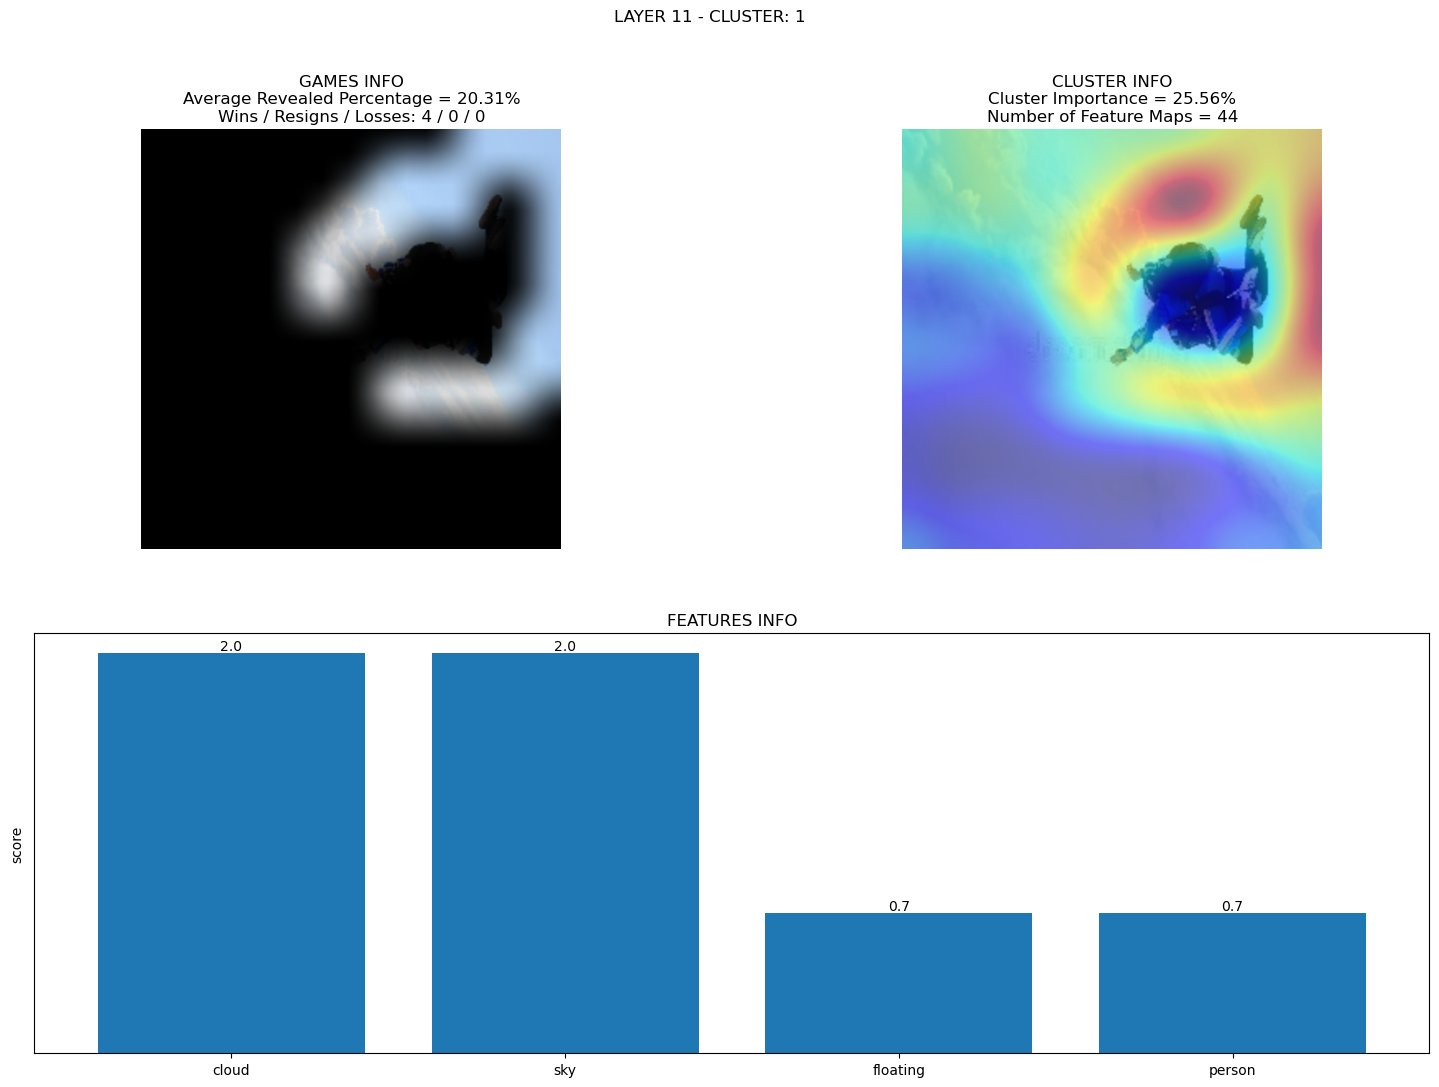 LAYER 11 - CLUSTER: 1
GAMES INFO
Average Revealed Percentage = 20.31%
Wins / Resigns / Losses: 4 / 0 / 0
CLUSTER INFO
Cluster Importance = 25.56%
Number of Feature Maps = 44
FEATURES INFO
score
2.0
2.0
0.7
0.7
cloud
sky
floating
person